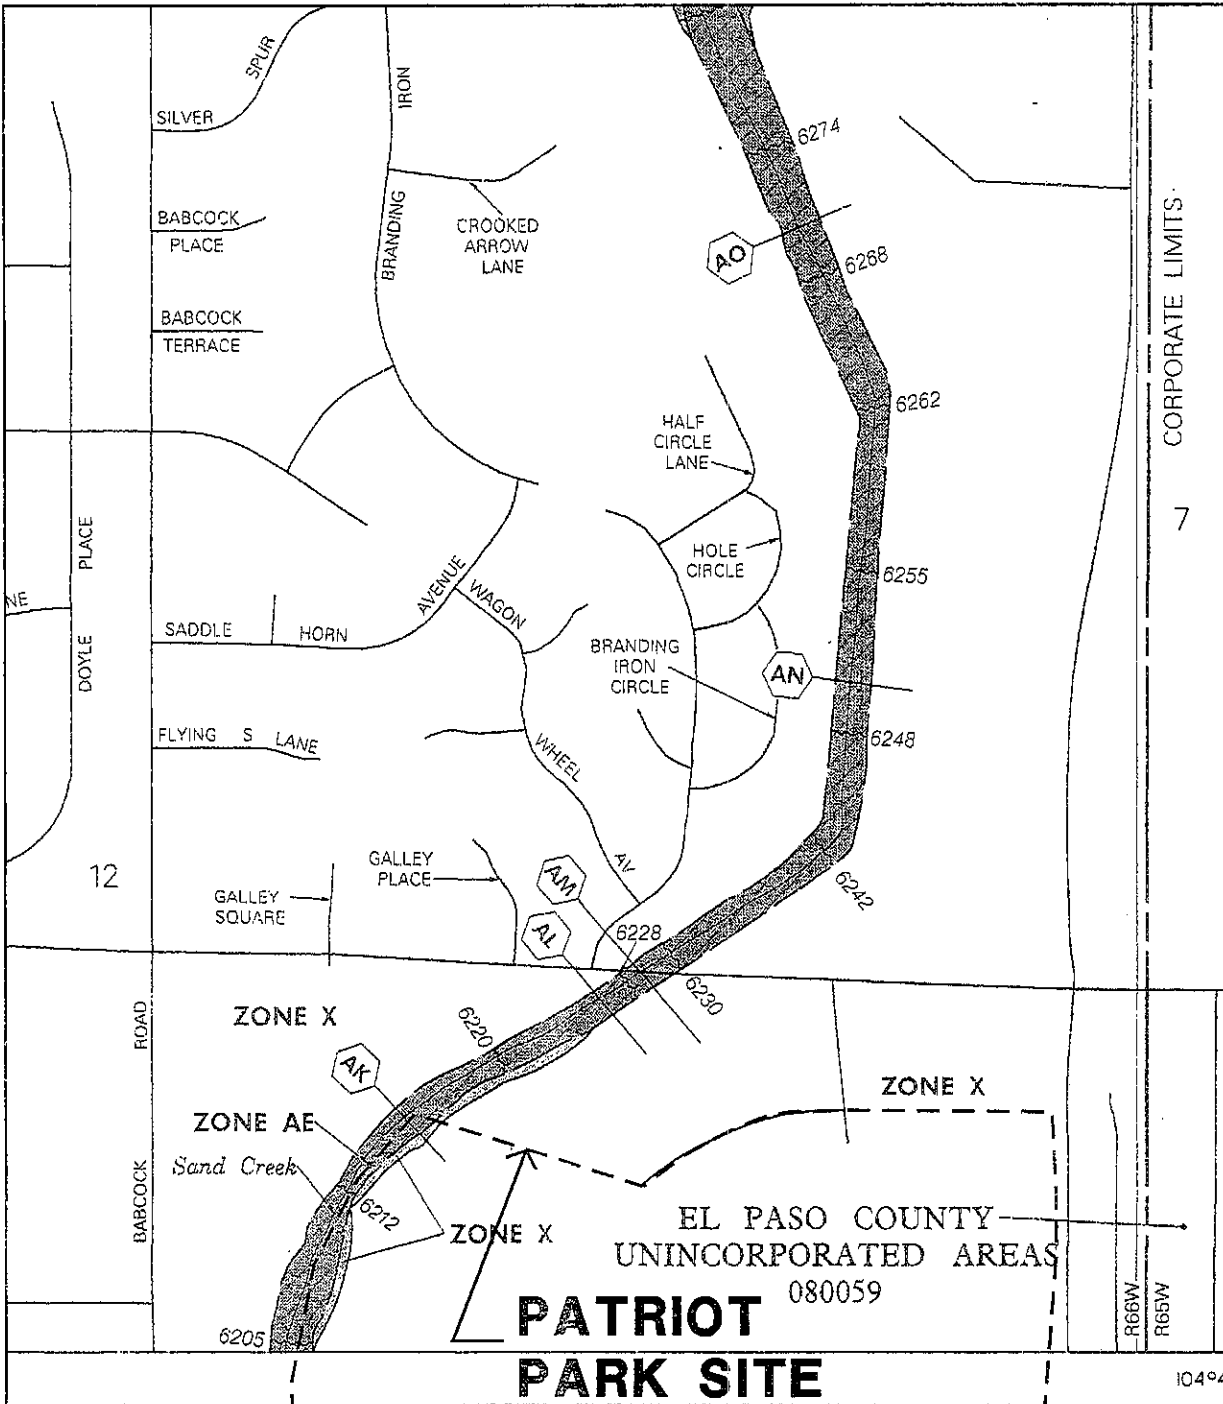 SPUR
IRON
SILVER
6274
BABCOCK
PLACE
BRANDING
CROOKED
ARROW
LANE
CORPORATE LIMITS
AO
6268
BABCOCK
TERRACE
6262
HALF
CIRCLE
LANE
7
PLACE
HOLE
CIRCLE
6255
NE
AVENUE
WAGON
SADDLE
HORN
DOYLE
BRANDING
IRON
CIRCLE
AN
FLYING S LANE
WHEEL
6248
12
GALLEY
PLACE
AV
AM
6242
GALLEY
SQUARE
AL
6228
6230
ROAD
ZONE X
6220
AK
ZONE X
ZONE AE
Sand Creek
BABCOCK
6212
ZONE X
EL PASO COUNTY
UNINCORPORATED AREAS
080059
PATRIOT
PARK SITE
6205
R66W
R65W
104°4